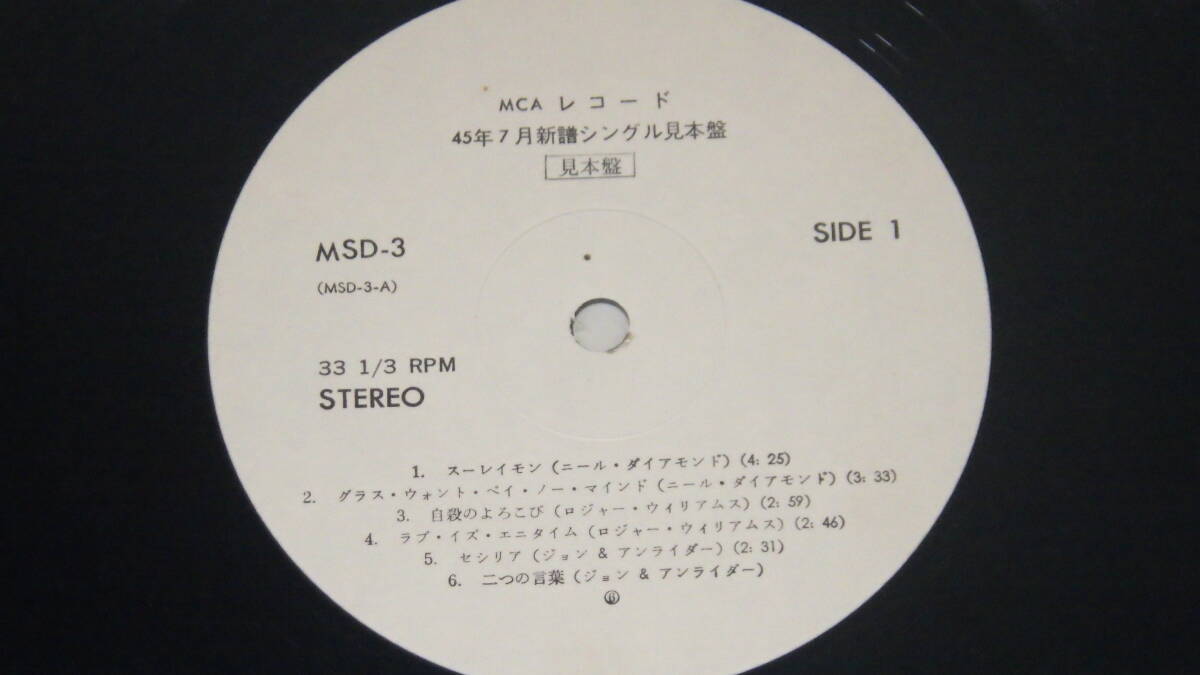 MCA レコード
45年7月新譜シングル見本盤
見本盤
MSD-3
SIDE 1
(MSD-3-A)
33 1/3 RPM
STEREO
1. スーレイモン (ニール・ダイアモンド) (4: 25)
2. グラス・ウォント・ペイ・ノー・マインド (ニール・ダイアモンド) (3: 33)
3. 自殺のよろこび (ロジャー・ウィリアムス) (2: 59)
4. ラブ・イズ・エニタイム (ロジャー・ウィリアムス) (2: 46)
5. セシリア (ジョン & アンライダー) (2: 31)
6. 二つの言葉 (ジョン & アンライダー)
⑥